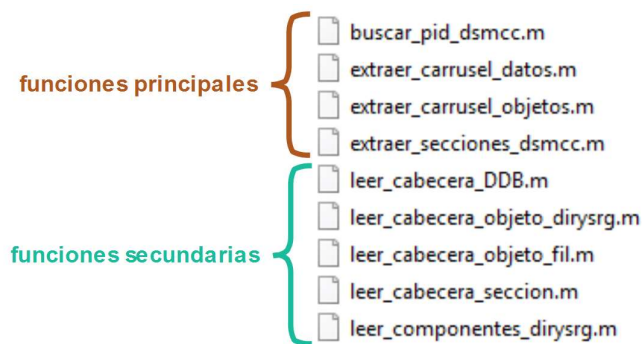 funciones principales
buscar_pid_dsmcc.m
extraer_carrusel_datos.m
extraer_carrusel_objetos.m
extraer_secciones_dsmcc.m
funciones secundarias
leer_cabecera_DDB.m
leer_cabecera_objeto_dirysrg.m
leer_cabecera_objeto_fil.m
leer_cabecera_seccion.m
leer_componentes_dirysrg.m